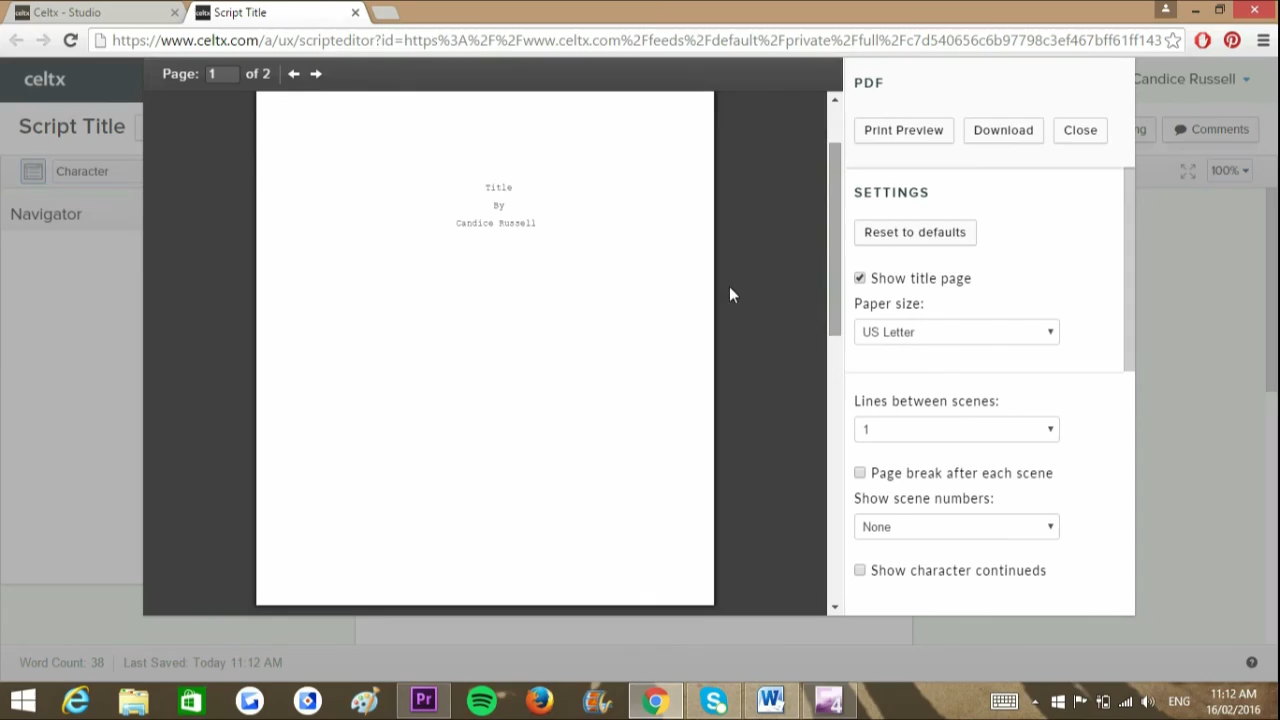 Celtx - Studio
Script Title
https://www.celtx.com/a/ux/scripteditor?id=https%3A%2F%2Fwww.celtx.com%2Ffeeds%2Fdefault%2Fprivate%2Ffull%2Fc7d540656c6b97798c3ef467bff61ff143
celtx
Page: 1 of 2
PDF
Candice Russell
Script Title
Print Preview
Download
Close
Comments
Character
100%
Navigator
Title
By
Candice Russell
SETTINGS
Reset to defaults
Show title page
Paper size:
US Letter
Lines between scenes:
1
Page break after each scene
Show scene numbers:
None
Show character continueds
Word Count: 38
Last Saved: Today 11:12 AM
ENG
11:12 AM
16/02/2016